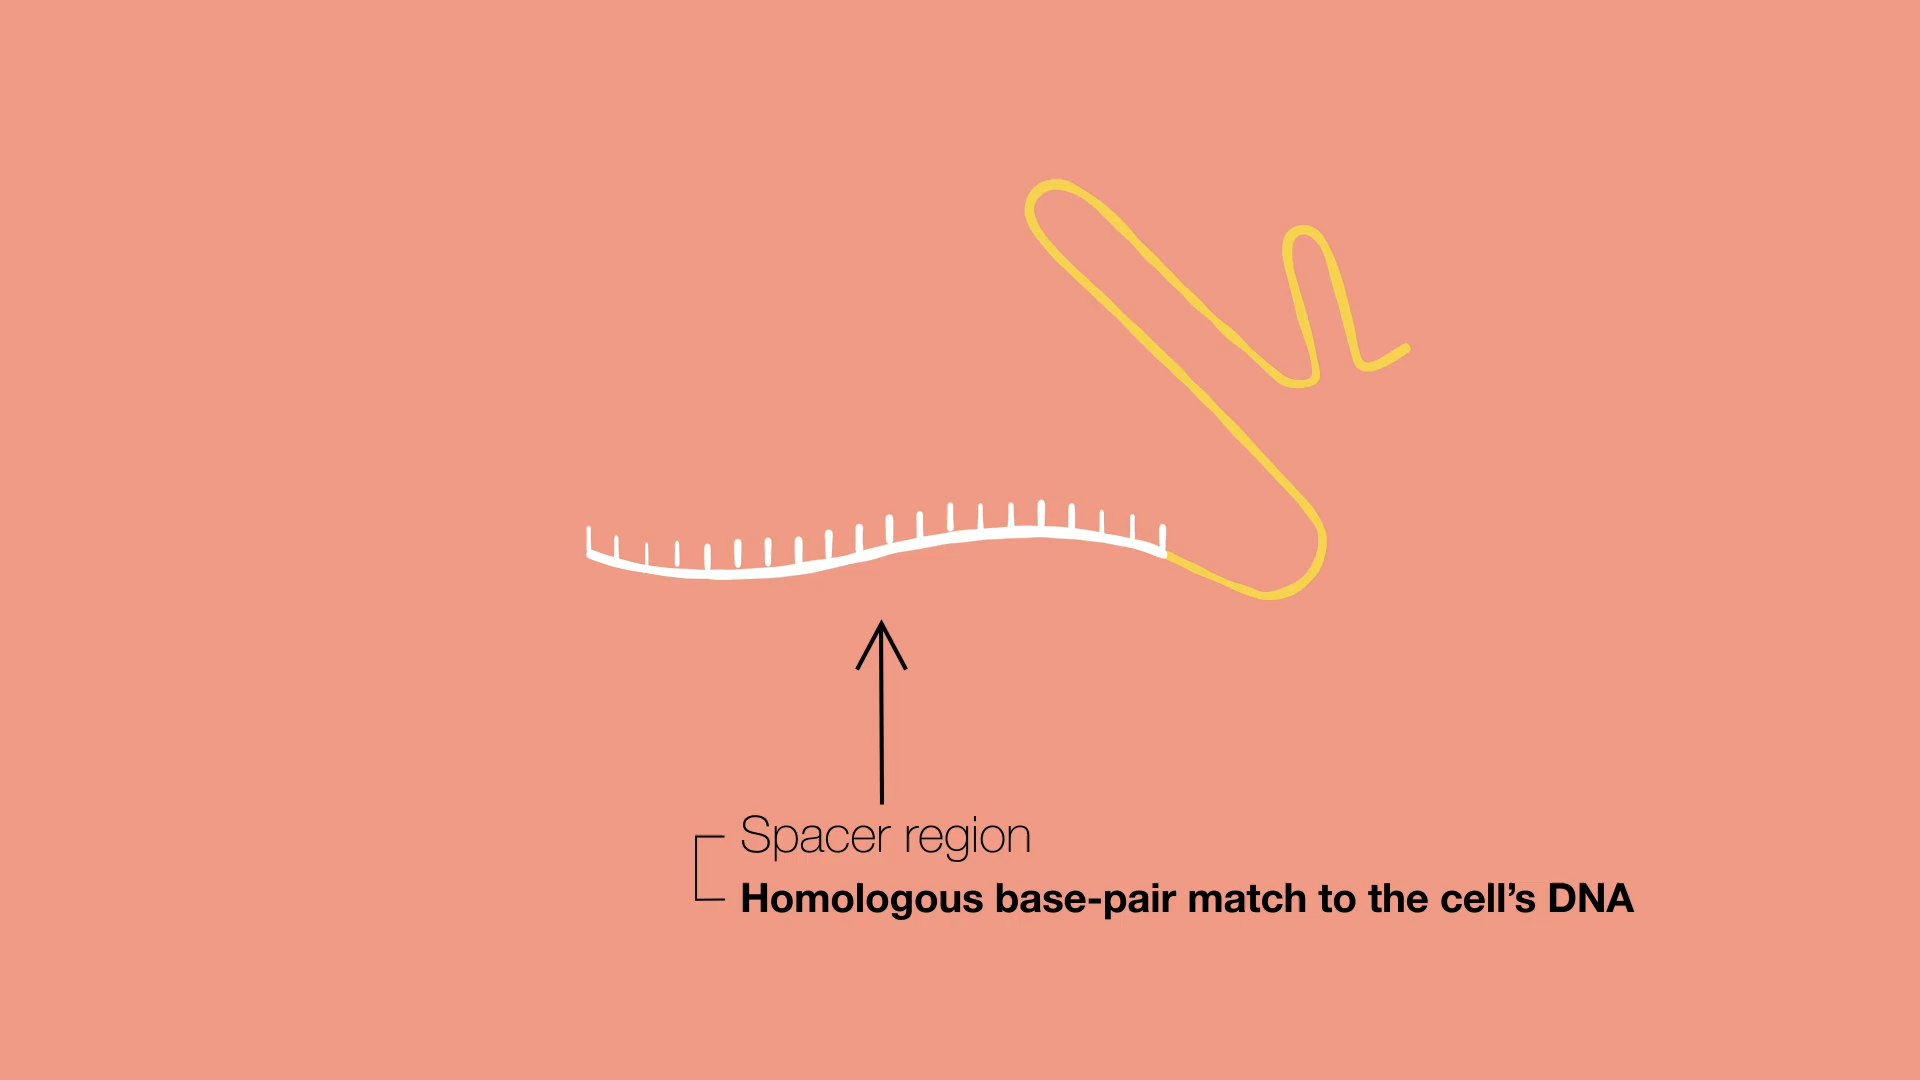 Spacer region
Homologous base-pair match to the cell’s DNA